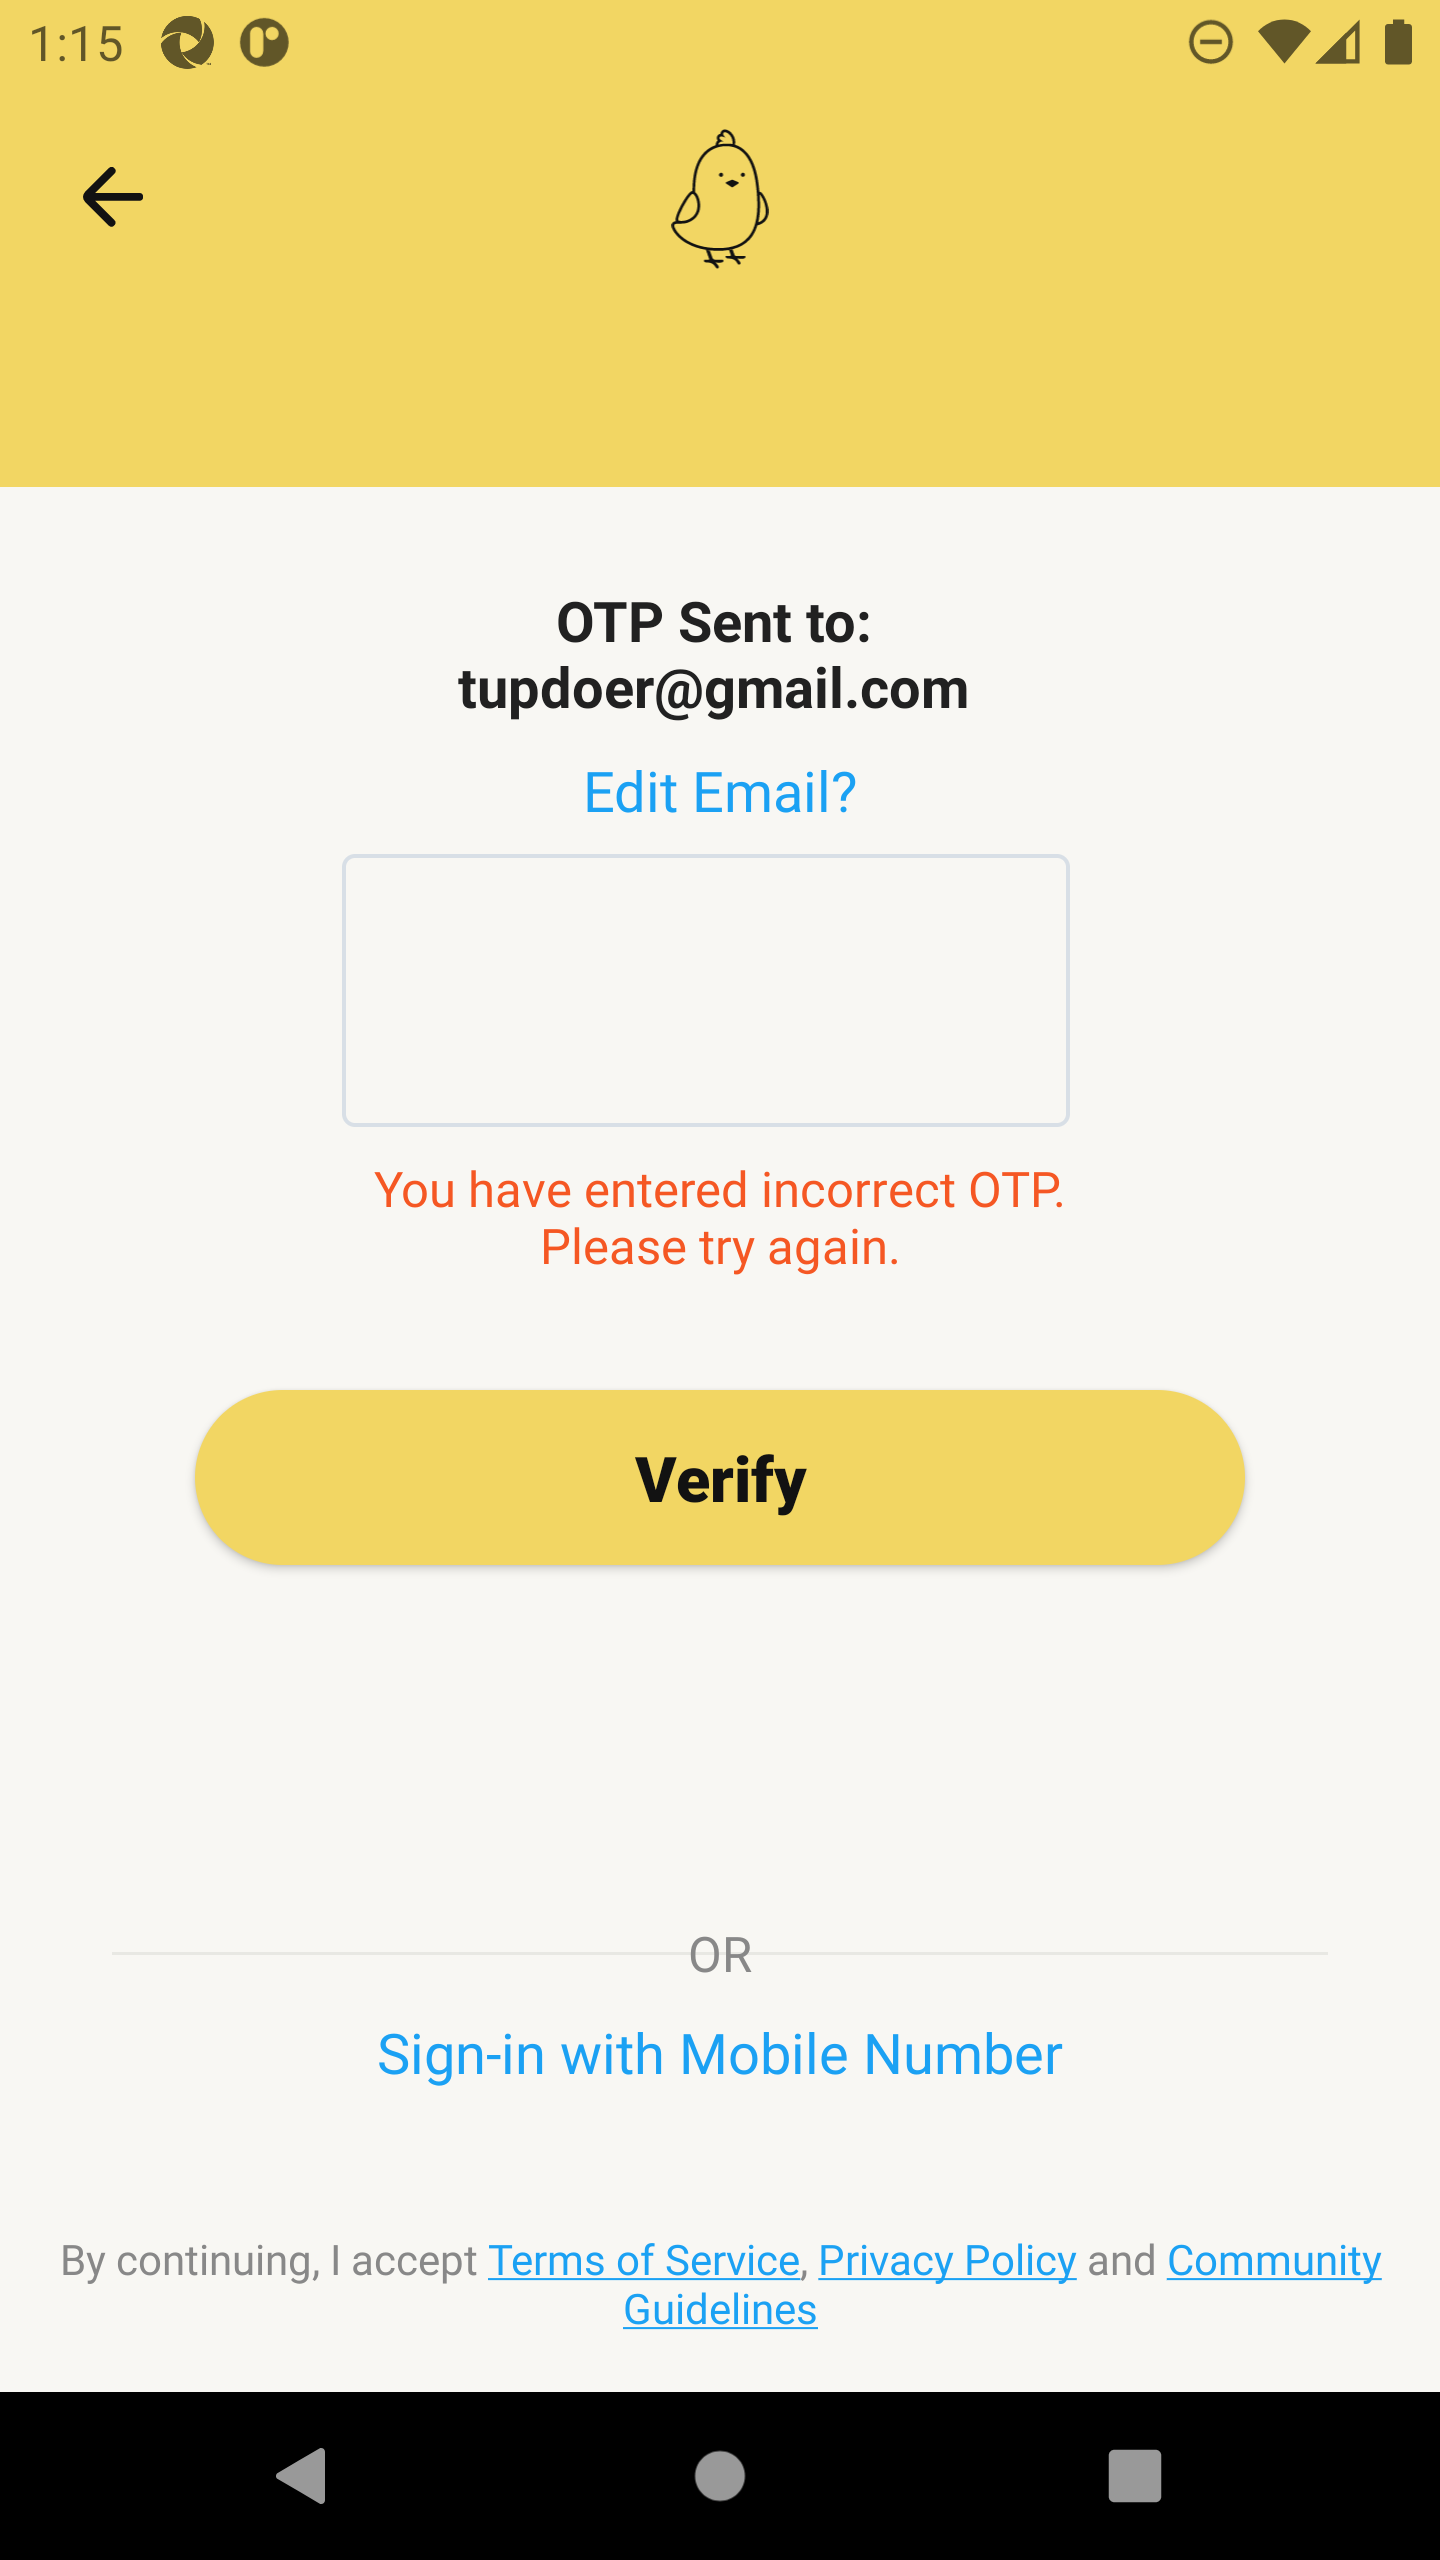 1:15
OTP Sent to:
tupdoer@gmail.com
Edit Email?
You have entered incorrect OTP.
Please try again.
Verify
OR
Sign-in with Mobile Number
By continuing, I accept Terms of Service, Privacy Policy and Community
Guidelines